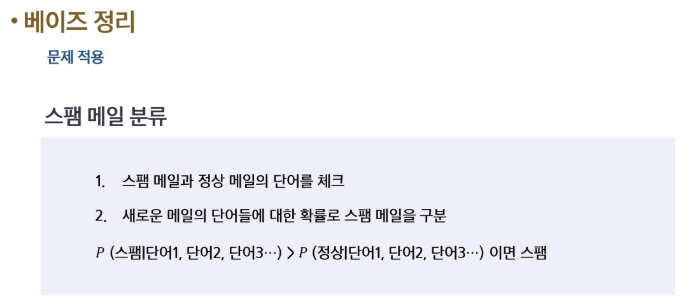 • 베이즈 정리
문제 적용
스팸 메일 분류
1. 스팸 메일과 정상 메일의 단어를 체크
2. 새로운 메일의 단어들에 대한 확률로 스팸 메일을 구분
P (스팸|단어1, 단어2, 단어3…) > P (정상|단어1, 단어2, 단어3…) 이면 스팸